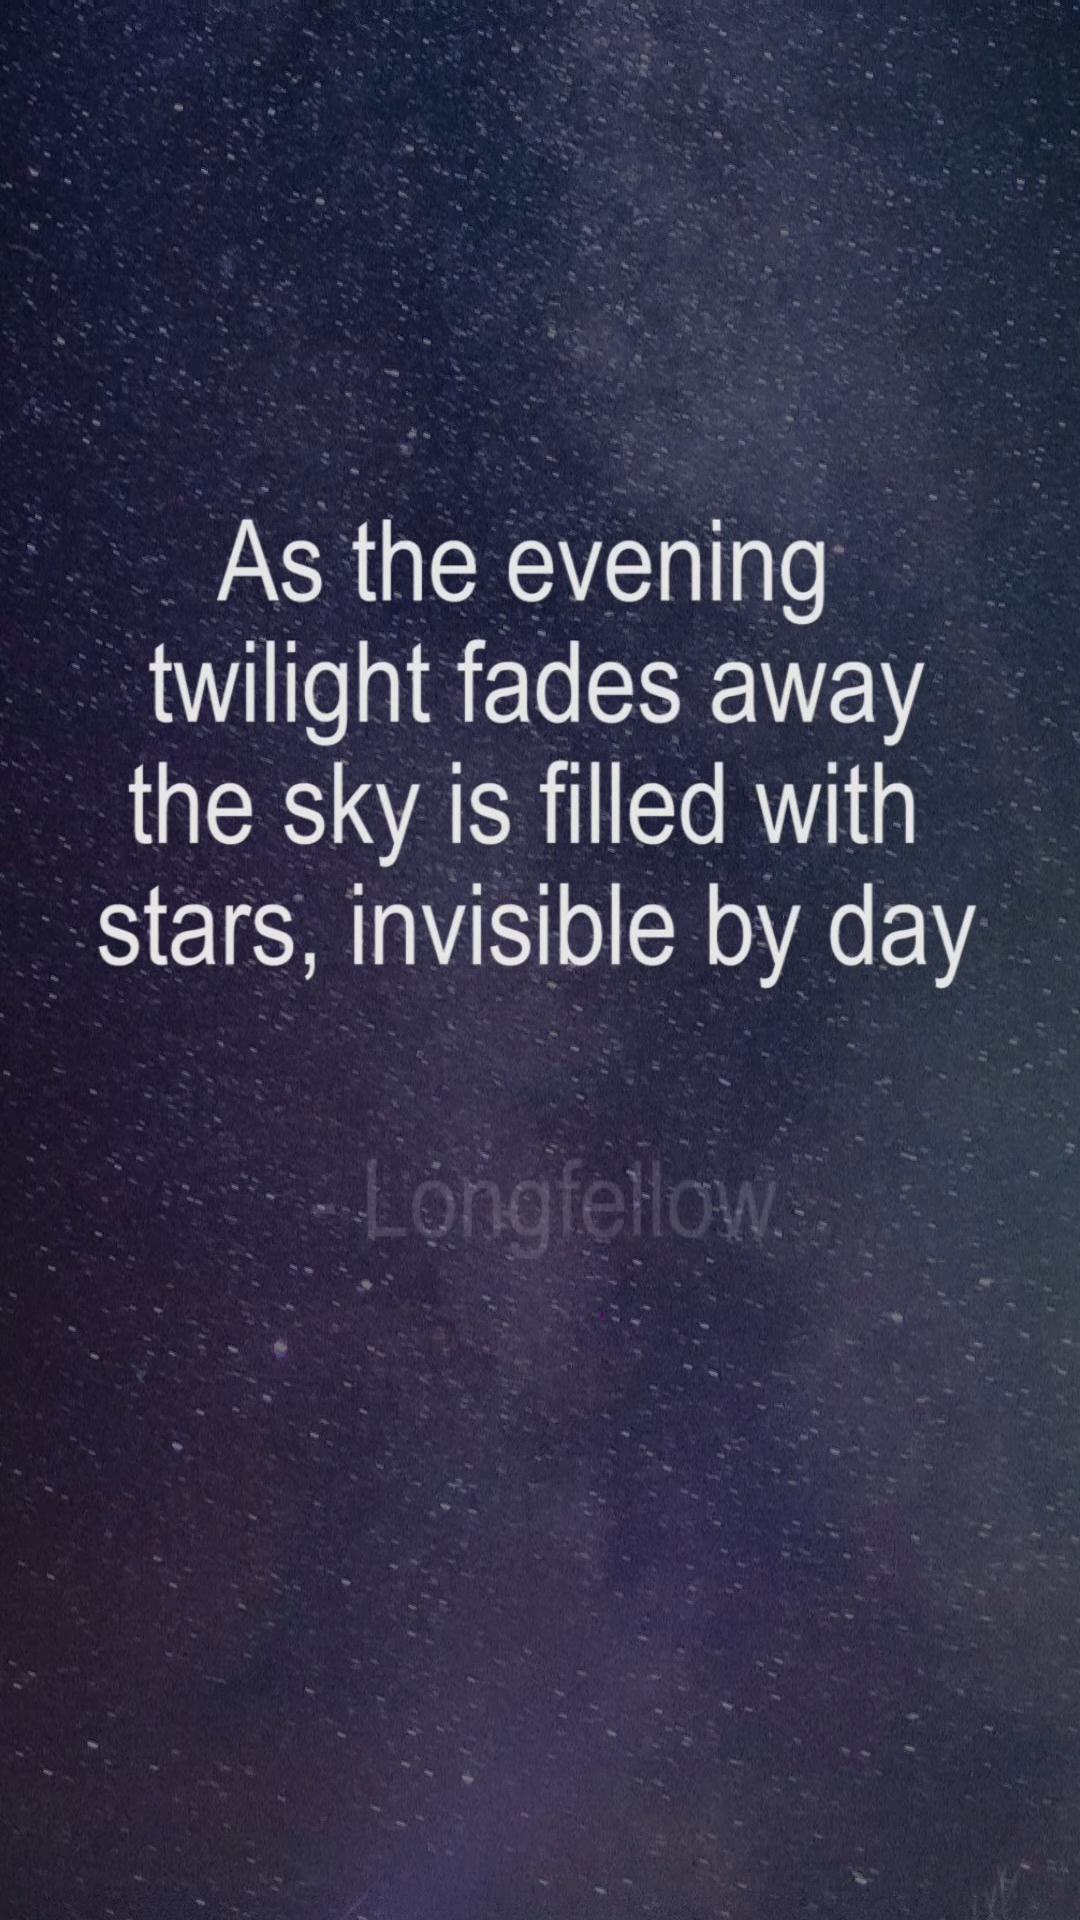 As the evening
twilight fades away
the sky is filled with
stars, invisible by day
- Longfellow